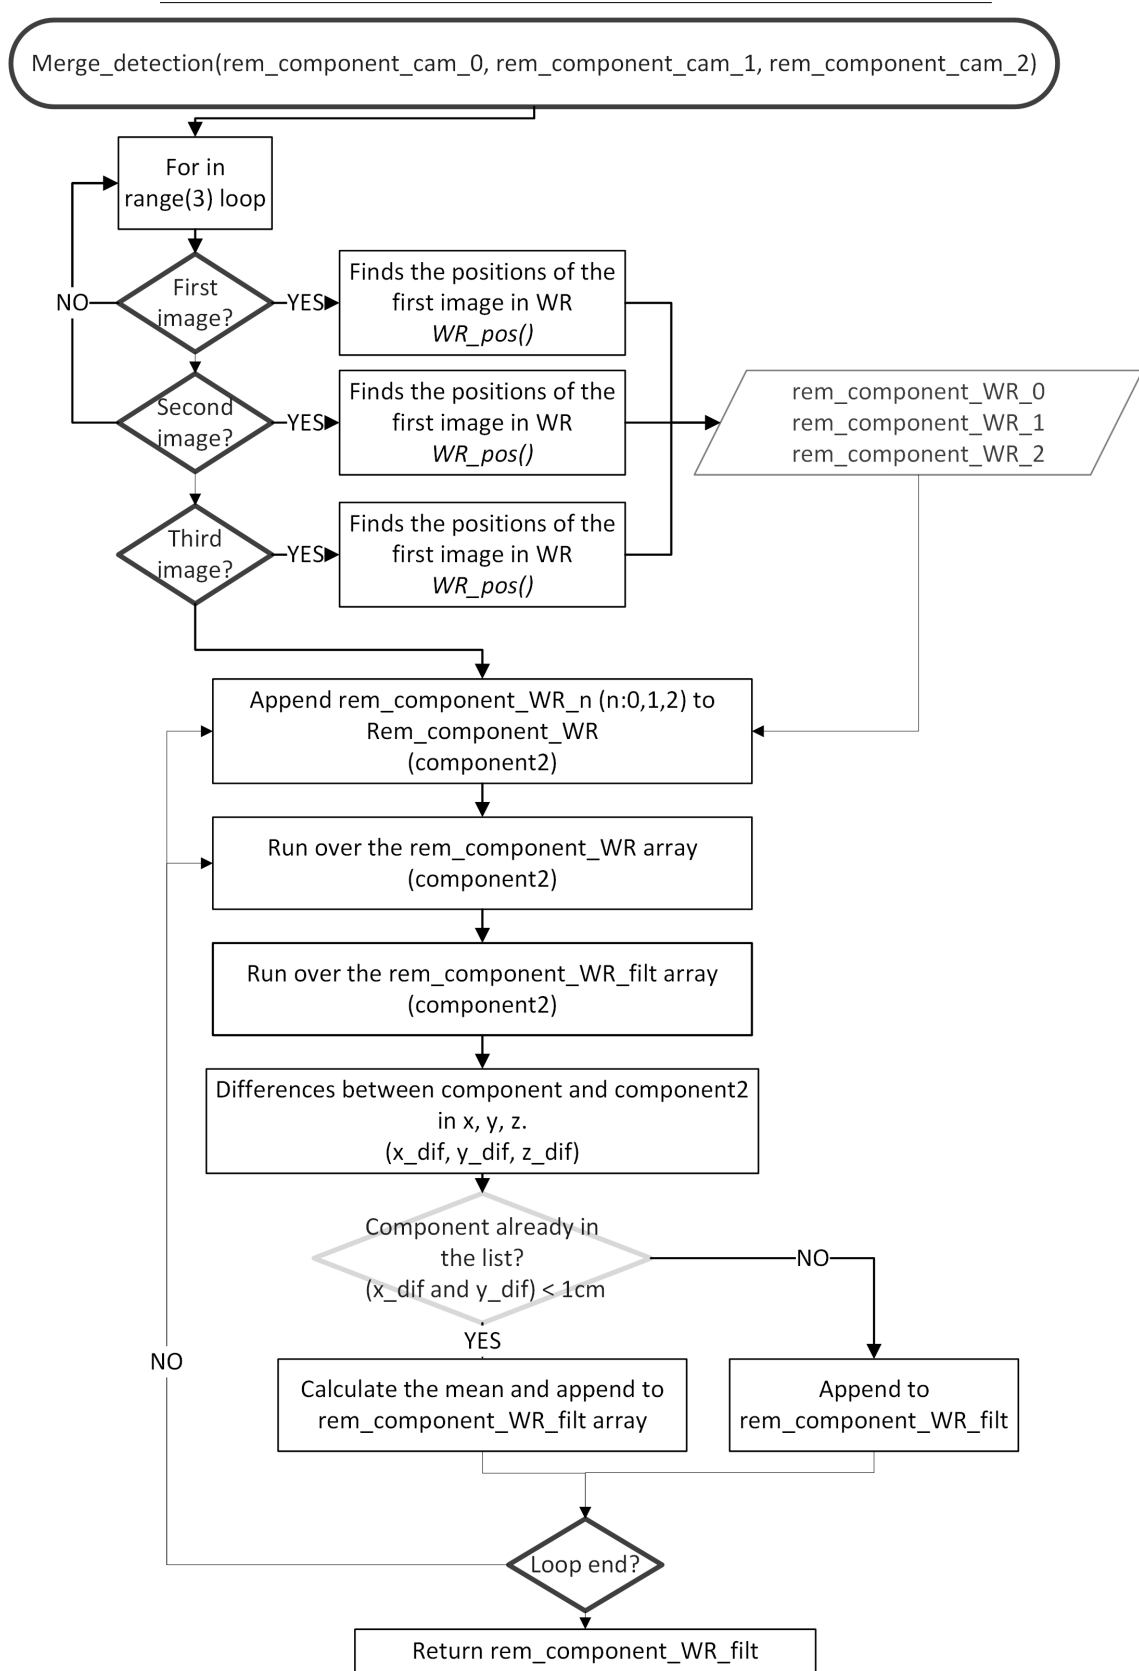 Merge_detection(rem_component_cam_0, rem_component_cam_1, rem_component_cam_2)
For in
range(3) loop
First
image?
NO
YES
Finds the positions of the
first image in WR
WR_pos()
Second
image?
YES
Finds the positions of the
first image in WR
WR_pos()
rem_component_WR_0
rem_component_WR_1
rem_component_WR_2
Third
image?
YES
Finds the positions of the
first image in WR
WR_pos()
Append rem_component_WR_n (n:0,1,2) to
Rem_component_WR
(component2)
Run over the rem_component_WR array
(component2)
Run over the rem_component_WR_filt array
(component2)
Differences between component and component2
in x, y, z.
(x_dif, y_dif, z_dif)
Component already in
the list?
(x_dif and y_dif) < 1cm
NO
YES
NO
Calculate the mean and append to
rem_component_WR_filt array
Append to
rem_component_WR_filt
Loop end?
Return rem_component_WR_filt